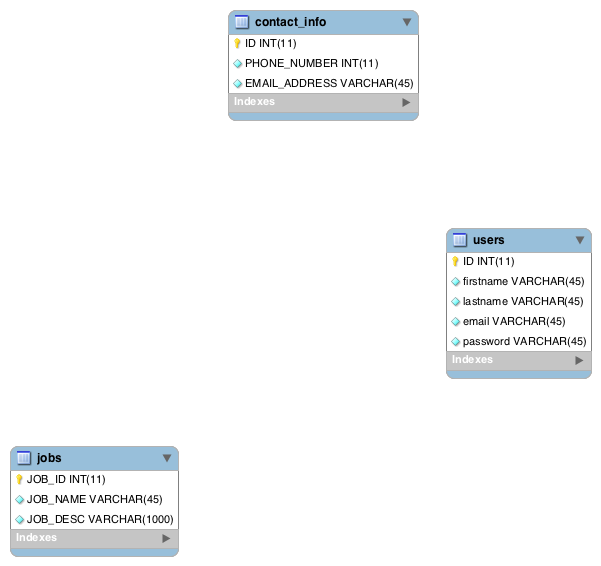 contact_info
ID INT(11)
PHONE_NUMBER INT(11)
EMAIL_ADDRESS VARCHAR(45)
Indexes
users
ID INT(11)
firstname VARCHAR(45)
lastname VARCHAR(45)
email VARCHAR(45)
password VARCHAR(45)
Indexes
jobs
JOB_ID INT(11)
JOB_NAME VARCHAR(45)
JOB_DESC VARCHAR(1000)
Indexes